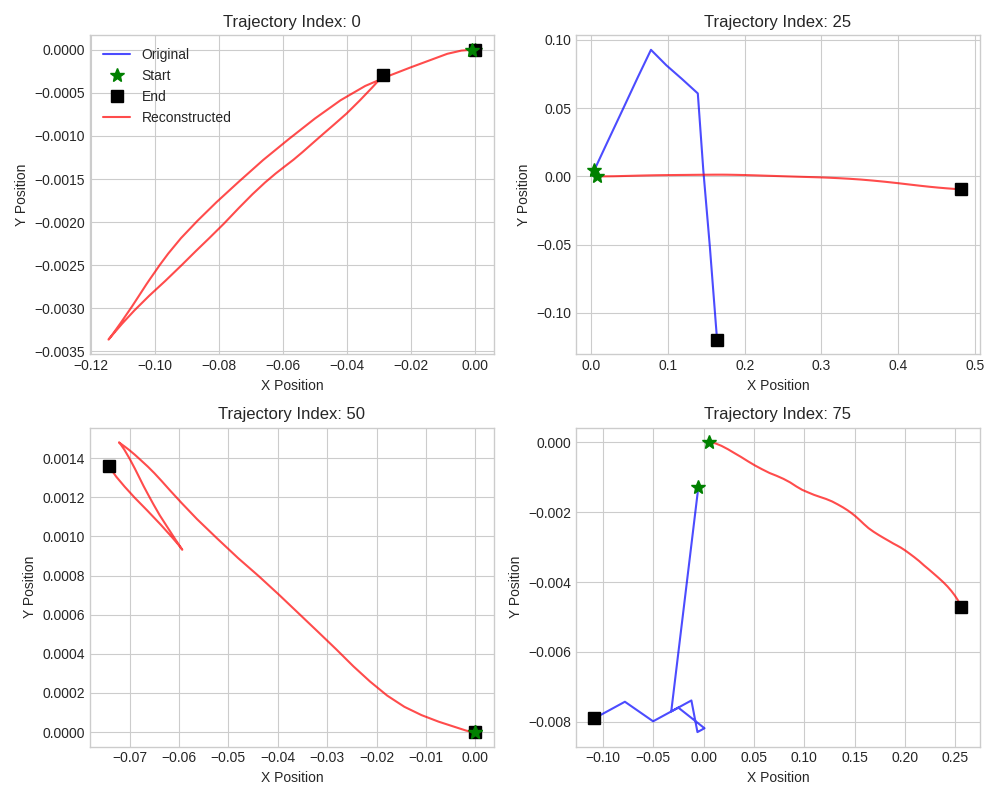 Trajectory Index: 0
0.0000
−0.0005
−0.0010
−0.0015
−0.0020
−0.0025
−0.0030
−0.0035
Y Position
Original
Start
End
Reconstructed
−0.12 −0.10 −0.08 −0.06 −0.04 −0.02 0.00
X Position
Trajectory Index: 25
0.10
0.05
0.00
−0.05
−0.10
Y Position
0.0 0.1 0.2 0.3 0.4 0.5
X Position
Trajectory Index: 50
0.0014
0.0012
0.0010
0.0008
0.0006
0.0004
0.0002
0.0000
Y Position
−0.07 −0.06 −0.05 −0.04 −0.03 −0.02 −0.01 0.00
X Position
Trajectory Index: 75
0.000
−0.002
−0.004
−0.006
−0.008
Y Position
−0.10 −0.05 0.00 0.05 0.10 0.15 0.20 0.25
X Position